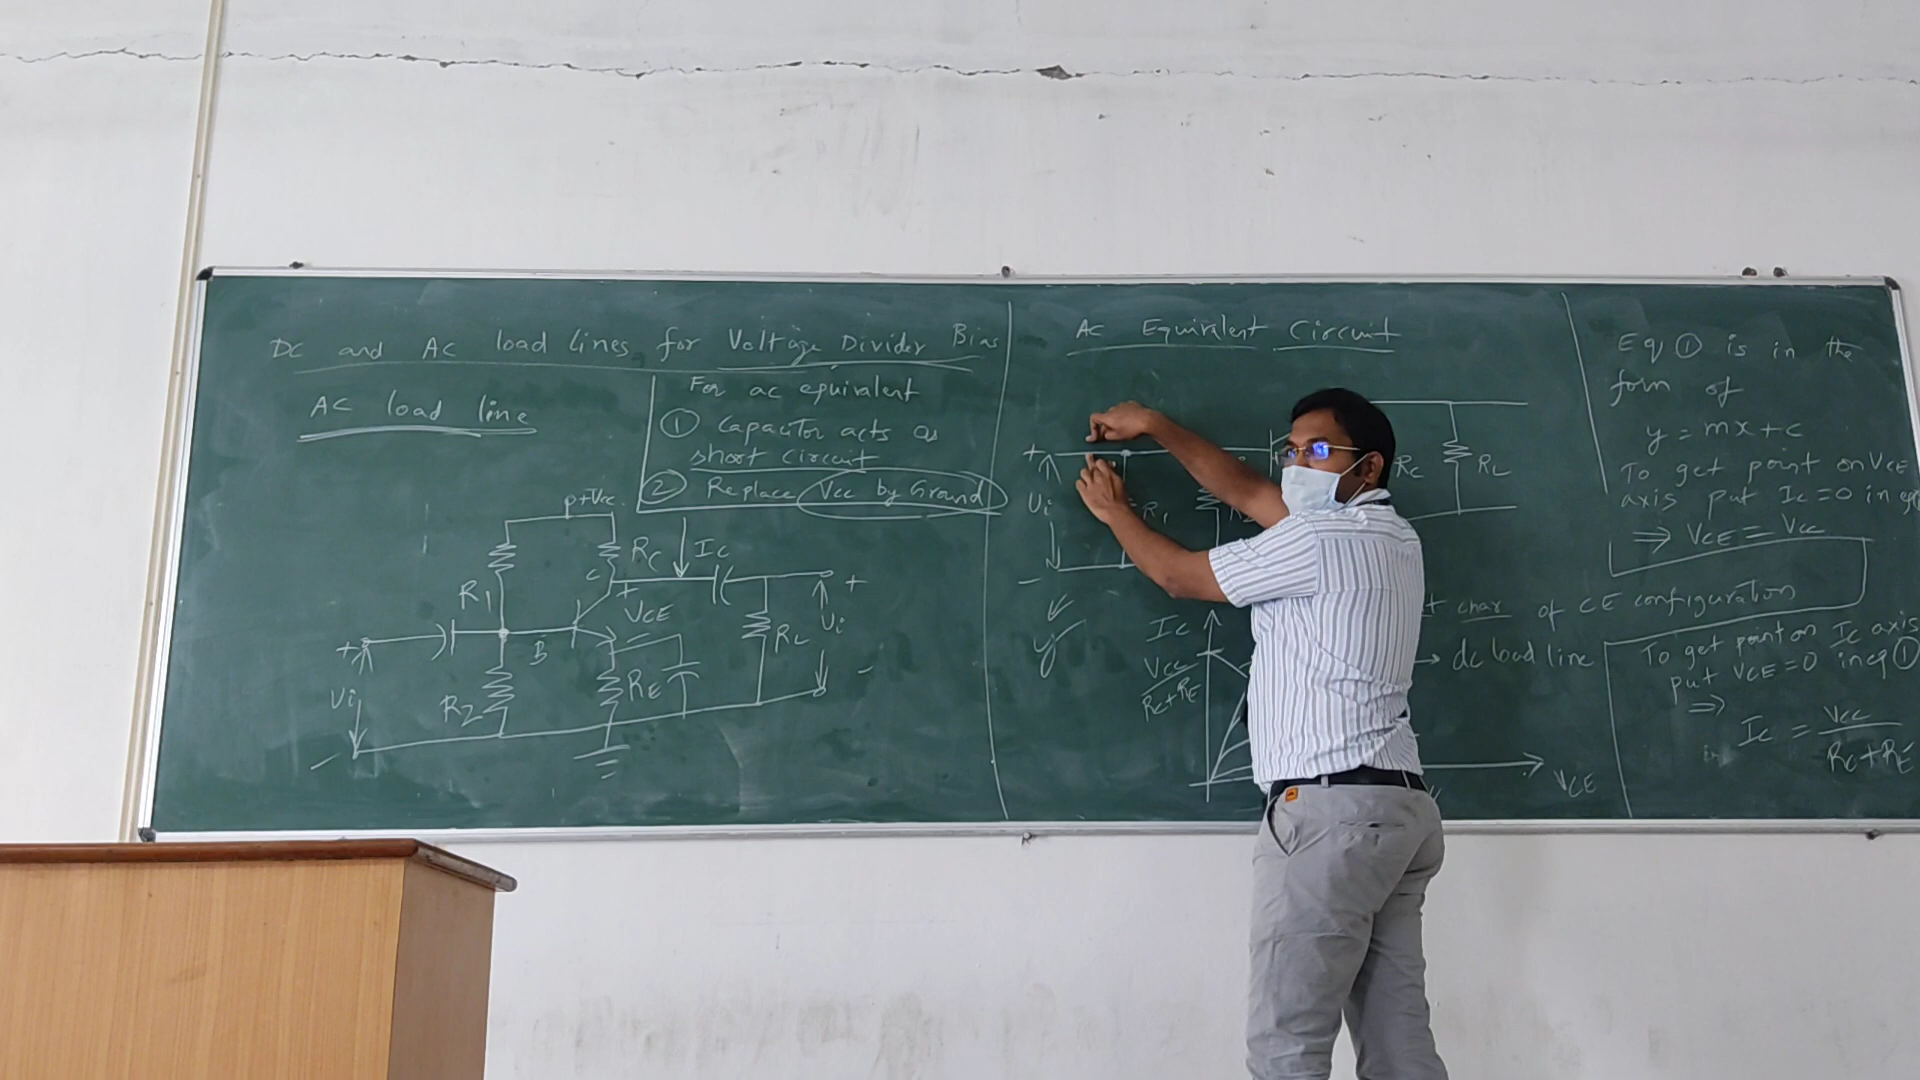 DC and AC load lines for Voltage Divider Bias
AC load line
For ac equivalent
① Capacitor acts as
short circuit
② Replace Vcc by Grand
+Vcc
R1
RC
IC
C
+
VCE
+
Vi
RL
B
+
Vi
R2
RE
-
-
AC Equivalent Circuit
+
Vi
R1
RC
RL
-
IC
VCC
RC+RE
char of CE configuration
→ dc load line
VCE
Eq ① is in the
form of
y = mx+c
To get point on VCE
axis put IC=0 in eq
⇒ VCE = VCC
To get point on IC axis
put VCE=0 in eq ①
⇒
IC = VCC
RC+RE